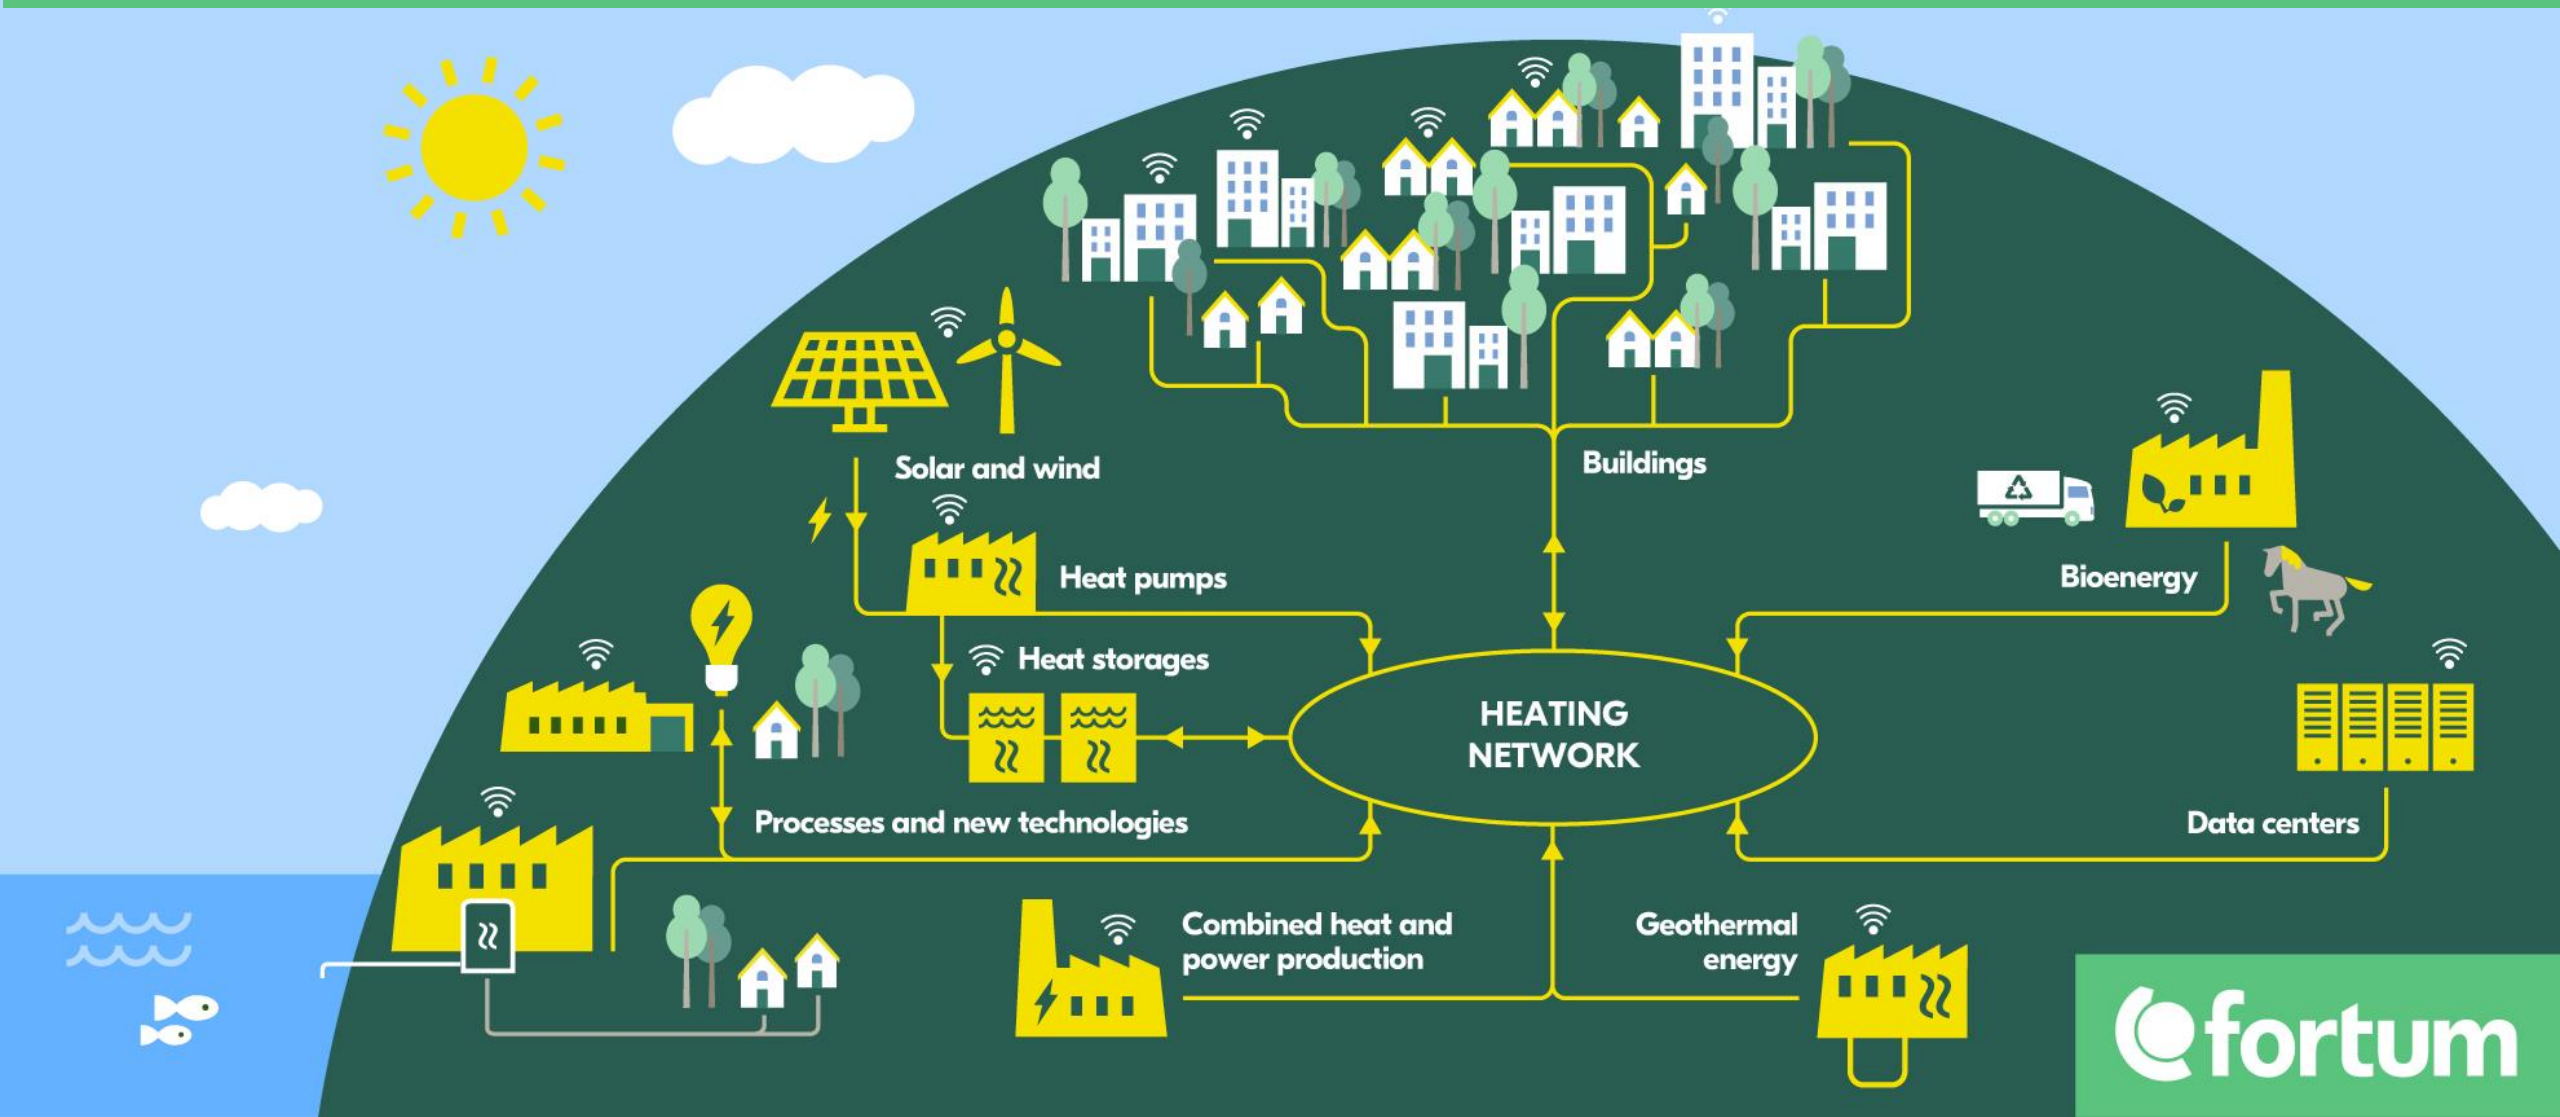 Solar and wind
Buildings
Heat pumps
Bioenergy
Heat storages
HEATING
NETWORK
Processes and new technologies
Data centers
Combined heat and
power production
Geothermal
energy
fortum